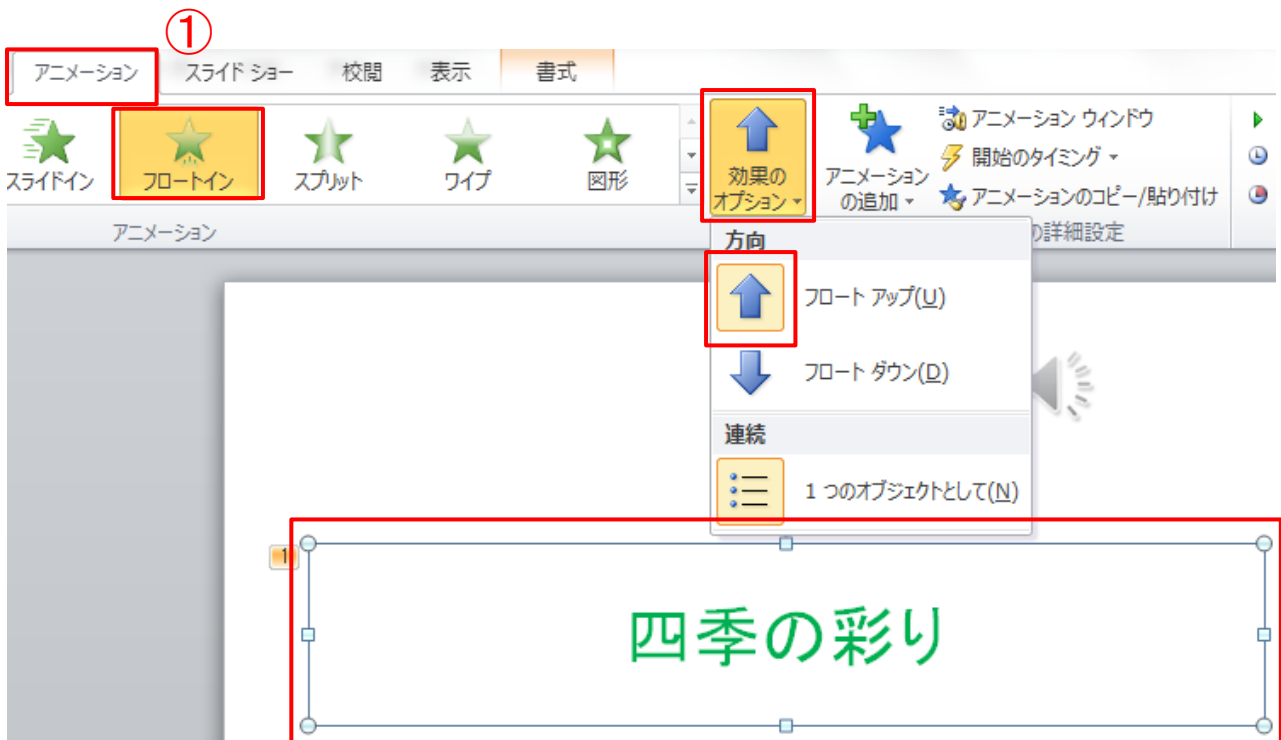 ①
アニメーション スライド ショー 校閲 表示 書式
スライドイン フロートイン スプリット ワイプ 図形
効果の
オプション
アニメーション
の追加
アニメーション ウィンドウ
開始のタイミング
アニメーションのコピー/貼り付け
アニメーション
の詳細設定
方向
フロート アップ(U)
フロート ダウン(D)
連続
1 つのオブジェクトとして(N)
1
四季の彩り